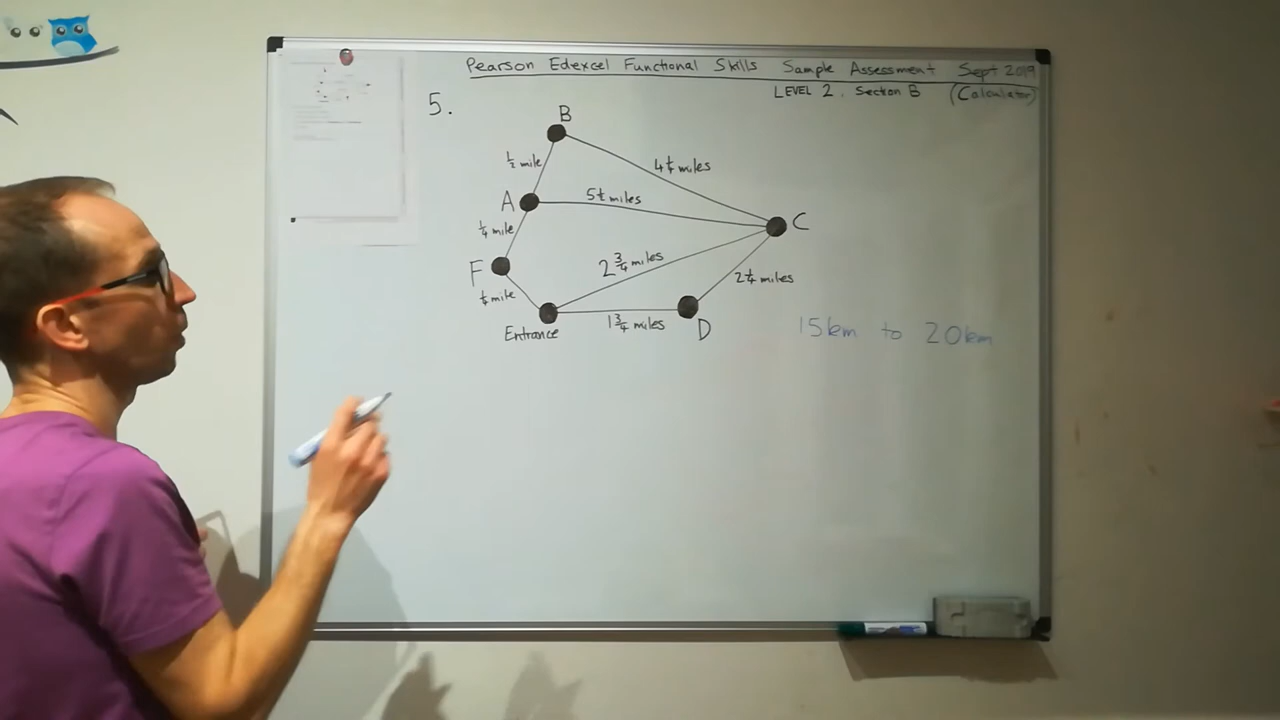 Pearson Edexcel Functional Skills Sample Assessment Sept 2019
LEVEL 2. Section B (Calculator)
5.
B
½ mile
4¼ miles
A
5¼ miles
¼ mile
C
F
2 ¾ miles
¼ mile
2¼ miles
Entrance
1¾ miles
D
15km to 20km